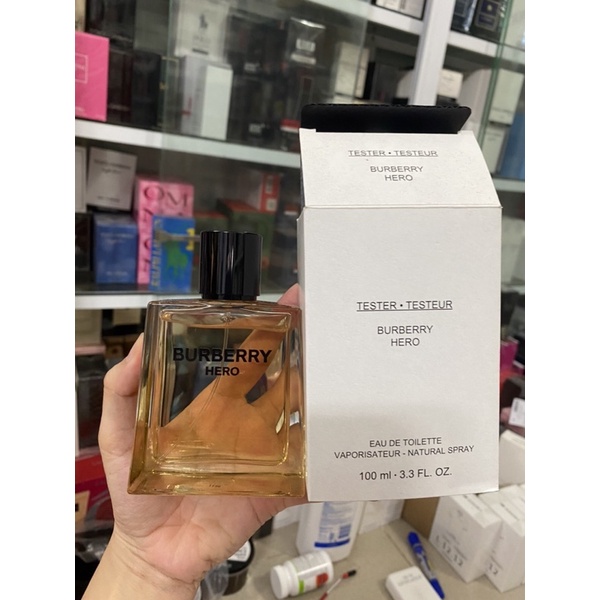 TESTER • TESTEUR
BURBERRY
HERO
TESTER • TESTEUR
BURBERRY
HERO
EAU DE TOILETTE
VAPORISATEUR - NATURAL SPRAY
100 ml • 3.3 FL. OZ.
BURBERRY
HERO